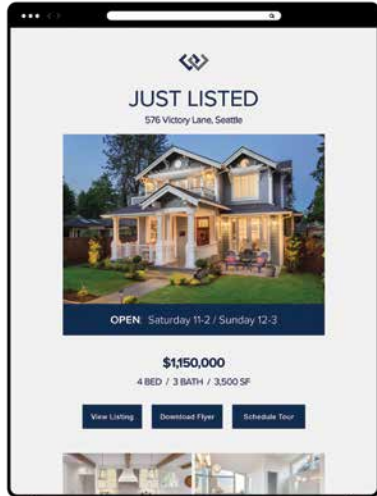 JUST LISTED
576 Victory Lane, Seattle
OPEN: Saturday 11-2 / Sunday 12-3
$1,150,000
4 BED / 3 BATH / 3,500 SF
View Listing Download Flyer Schedule Tour